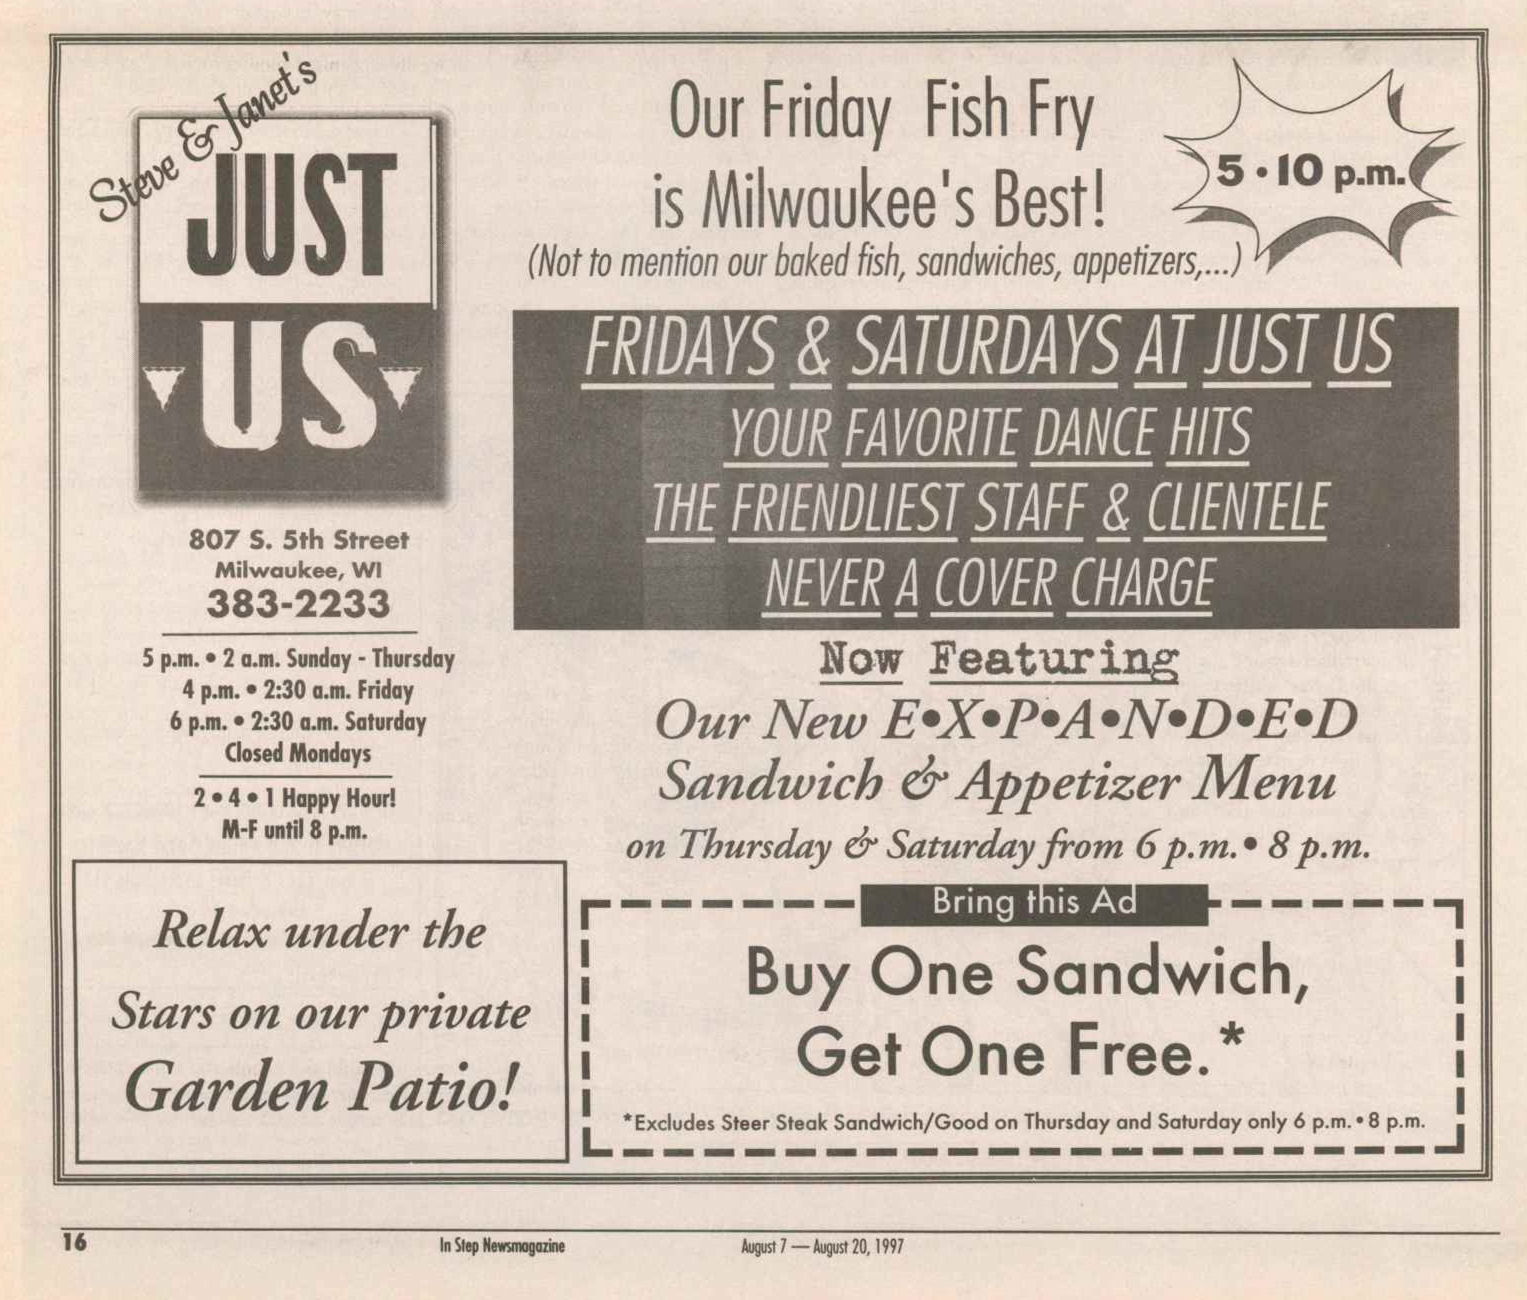 Steve & Janet's
JUST
US
807 S. 5th Street
Milwaukee, WI
383-2233
5 p.m. • 2 a.m. Sunday - Thursday
4 p.m. • 2:30 a.m. Friday
6 p.m. • 2:30 a.m. Saturday
Closed Mondays
2 • 4 • 1 Happy Hour!
M-F until 8 p.m.
Relax under the
Stars on our private
Garden Patio!
Our Friday Fish Fry
is Milwaukee's Best!
(Not to mention our baked fish, sandwiches, appetizers,...)
5 • 10 p.m.
FRIDAYS & SATURDAYS AT JUST US
YOUR FAVORITE DANCE HITS
THE FRIENDLIEST STAFF & CLIENTELE
NEVER A COVER CHARGE
Now Featuring
Our New E•X•P•A•N•D•E•D
Sandwich & Appetizer Menu
on Thursday & Saturday from 6 p.m.• 8 p.m.
Bring this Ad
Buy One Sandwich,
Get One Free.*
*Excludes Steer Steak Sandwich/Good on Thursday and Saturday only 6 p.m. • 8 p.m.
16
In Step Newsmagazine
August 7 — August 20, 1997